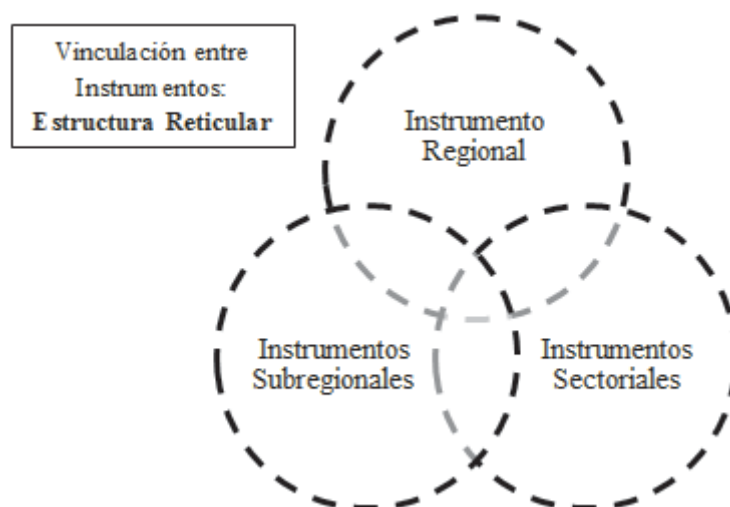 Vinculación entre
Instrumentos:
Estructura Reticular
Instrumento
Regional
Instrumentos
Subregionales
Instrumentos
Sectoriales